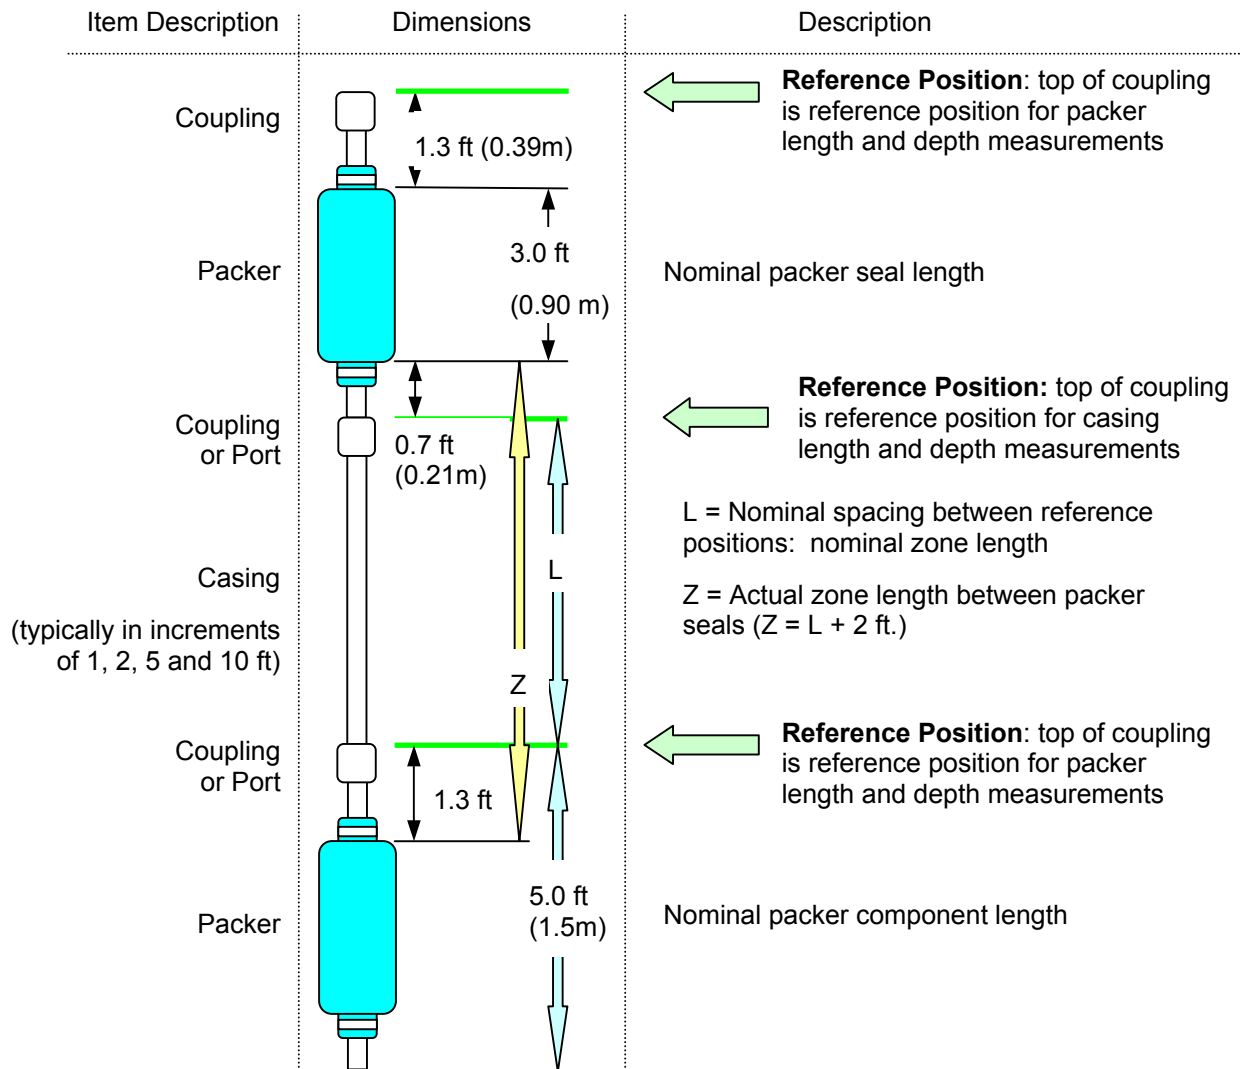 Item Description
Dimensions
Description
Coupling
1.3 ft (0.39m)
Reference Position: top of coupling
is reference position for packer
length and depth measurements
Packer
3.0 ft
(0.90 m)
Nominal packer seal length
Coupling
or Port
0.7 ft
(0.21m)
Reference Position: top of coupling
is reference position for casing
length and depth measurements
L = Nominal spacing between reference
positions:  nominal zone length
Casing
(typically in increments
of 1, 2, 5 and 10 ft)
L
Z
Z = Actual zone length between packer
seals (Z = L + 2 ft.)
Coupling
or Port
1.3 ft
Reference Position: top of coupling
is reference position for packer
length and depth measurements
Packer
5.0 ft
(1.5m)
Nominal packer component length